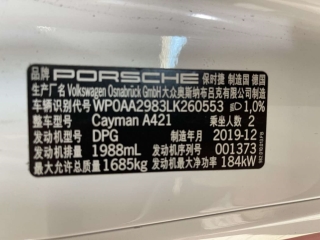 品牌 PORSCHE 保时捷 制造国 德国
生产厂名 Volkswagen Osnabrück GmbH/大众奥斯纳布吕克有限公司
车辆识别代号 WP0AA2983LK260553 1,0%
整车型号 Cayman A421 乘坐人数 2
发动机型号 DPG 制造年月 2019-12
发动机排量 1988mL 发动机序列号 001373
最大允许总质量 1685kg 发动机最大净功率 184kW